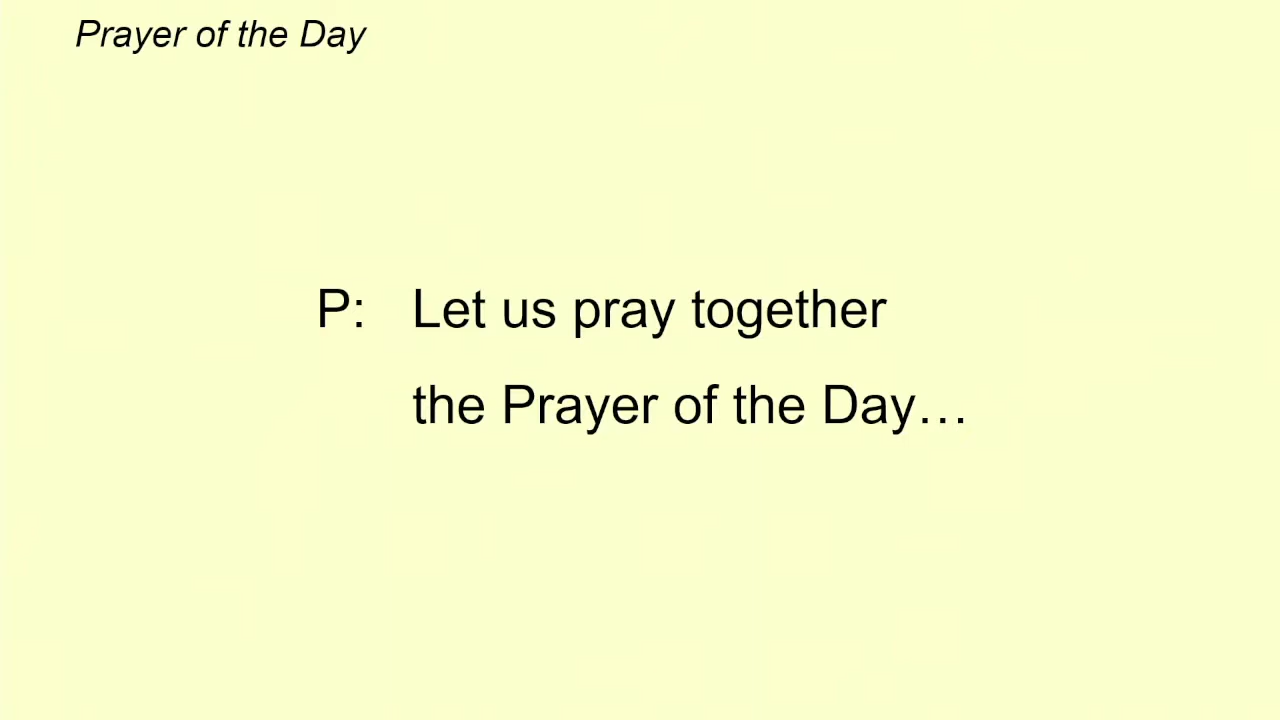 Prayer of the Day
P: Let us pray together
the Prayer of the Day…